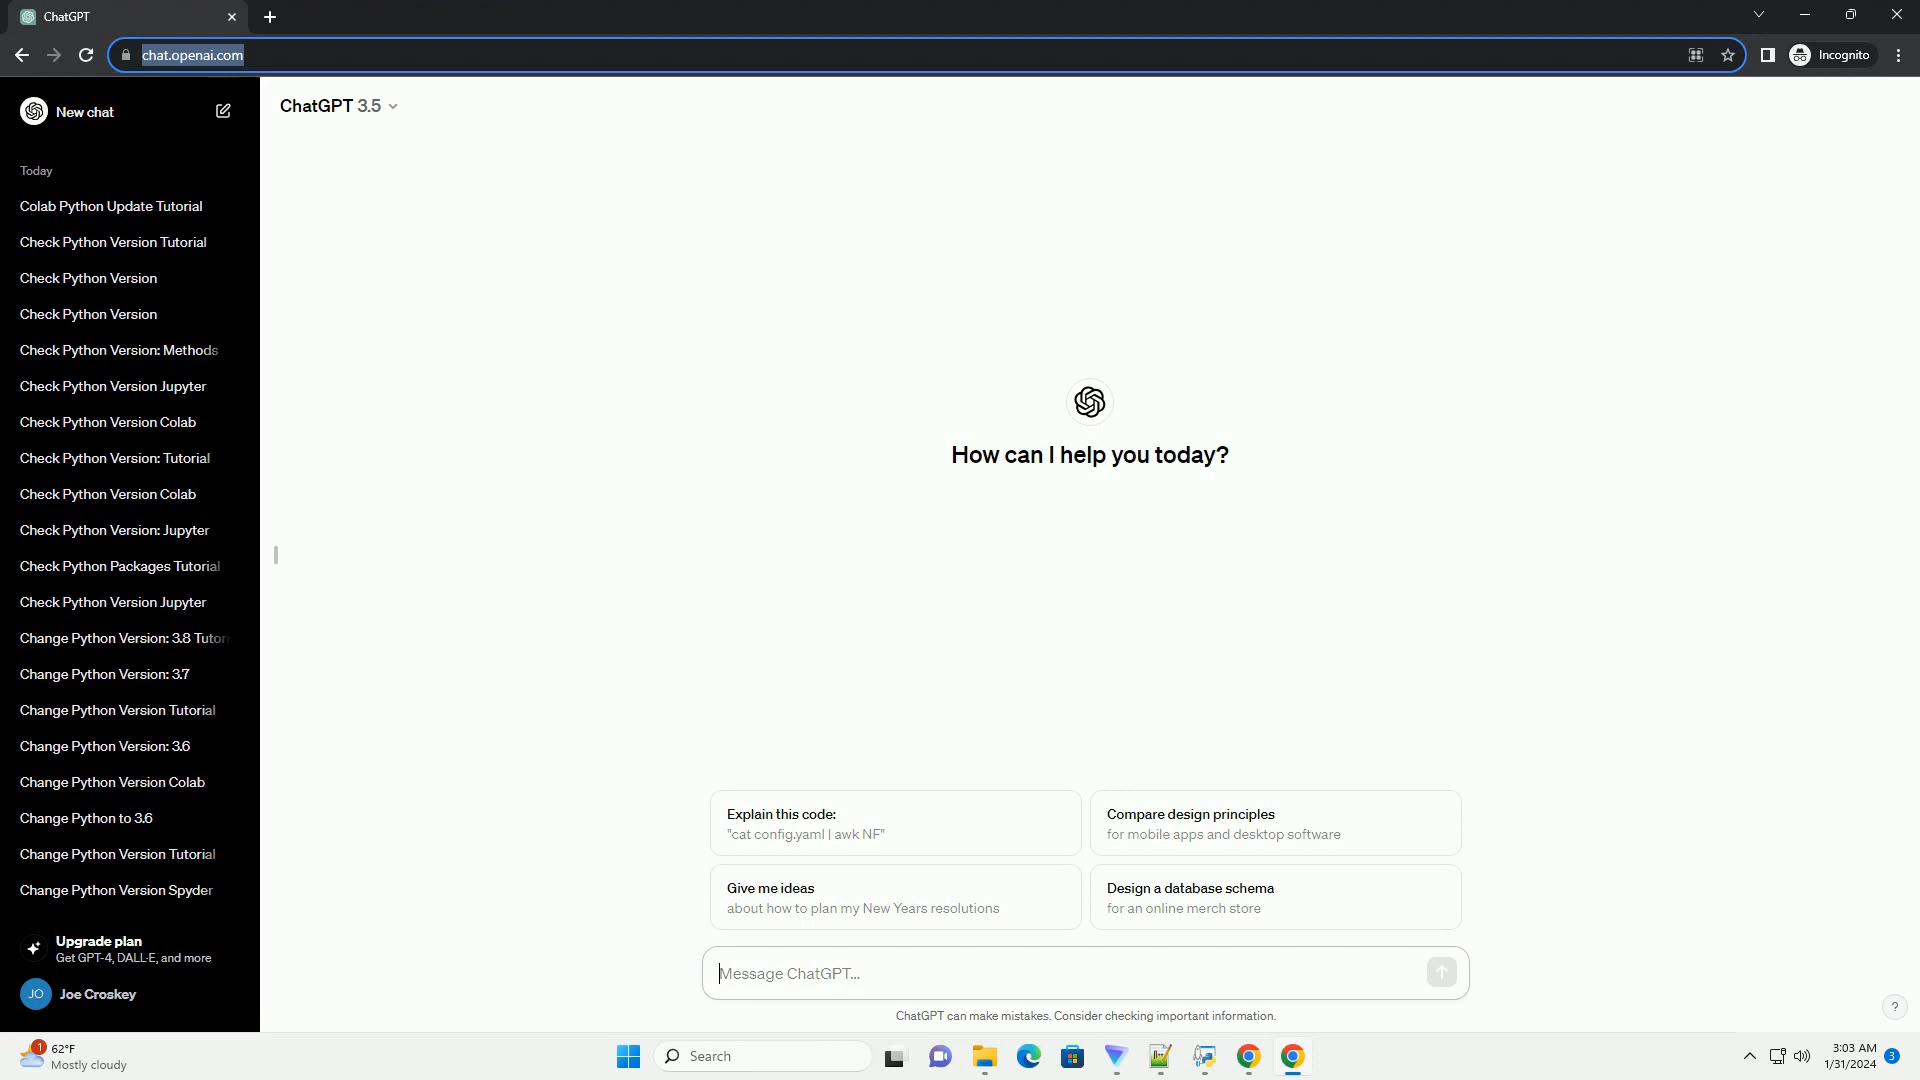 ChatGPT
chat.openai.com
Incognito
New chat
ChatGPT 3.5
Today
Colab Python Update Tutorial
Check Python Version Tutorial
Check Python Version
Check Python Version
Check Python Version: Methods
Check Python Version Jupyter
Check Python Version Colab
Check Python Version: Tutorial
Check Python Version Colab
Check Python Version: Jupyter
Check Python Packages Tutorial
Check Python Version Jupyter
Change Python Version: 3.8 Tutori
Change Python Version: 3.7
Change Python Version Tutorial
Change Python Version: 3.6
Change Python Version Colab
Change Python to 3.6
Change Python Version Tutorial
Change Python Version Spyder
Upgrade plan
Get GPT-4, DALL·E, and more
JO
Joe Croskey
How can I help you today?
Explain this code:
"cat config.yaml | awk NF"
Compare design principles
for mobile apps and desktop software
Give me ideas
about how to plan my New Years resolutions
Design a database schema
for an online merch store
Message ChatGPT...
ChatGPT can make mistakes. Consider checking important information.
?
1
62°F
Mostly cloudy
Search
3:03 AM
1/31/2024
3